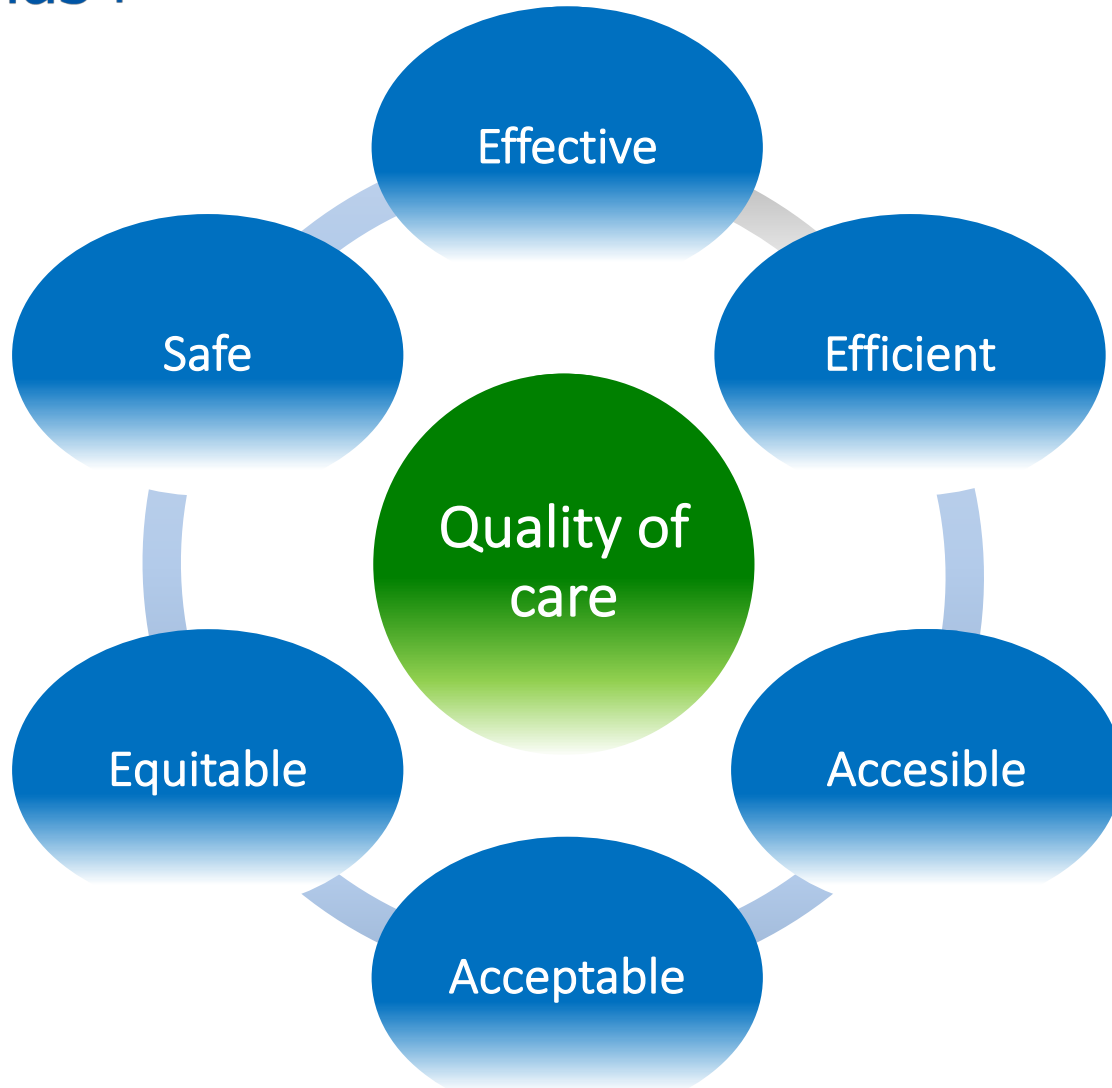 Effective
Safe
Efficient
Quality of
care
Equitable
Accesible
Acceptable